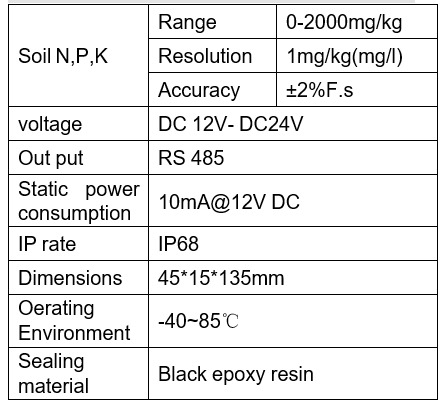 Soil N,P,K
Range 0-2000mg/kg
Resolution 1mg/kg(mg/l)
Accuracy ±2%F.s
voltage DC 12V- DC24V
Out put RS 485
Static power
consumption
10mA@12V DC
IP rate IP68
Dimensions 45*15*135mm
Oerating
Environment
-40~85℃
Sealing
material
Black epoxy resin